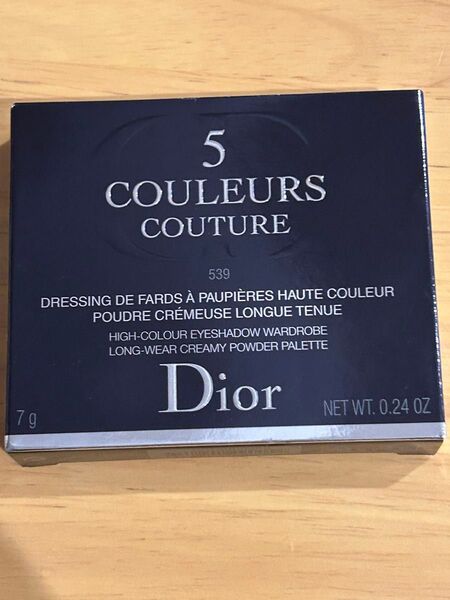 5
COULEURS
COUTURE
539
DRESSING DE FARDS À PAUPIÈRES HAUTE COULEUR
POUDRE CRÉMEUSE LONGUE TENUE
HIGH-COLOUR EYESHADOW WARDROBE
LONG-WEAR CREAMY POWDER PALETTE
Dior
7 g
NET WT. 0.24 OZ